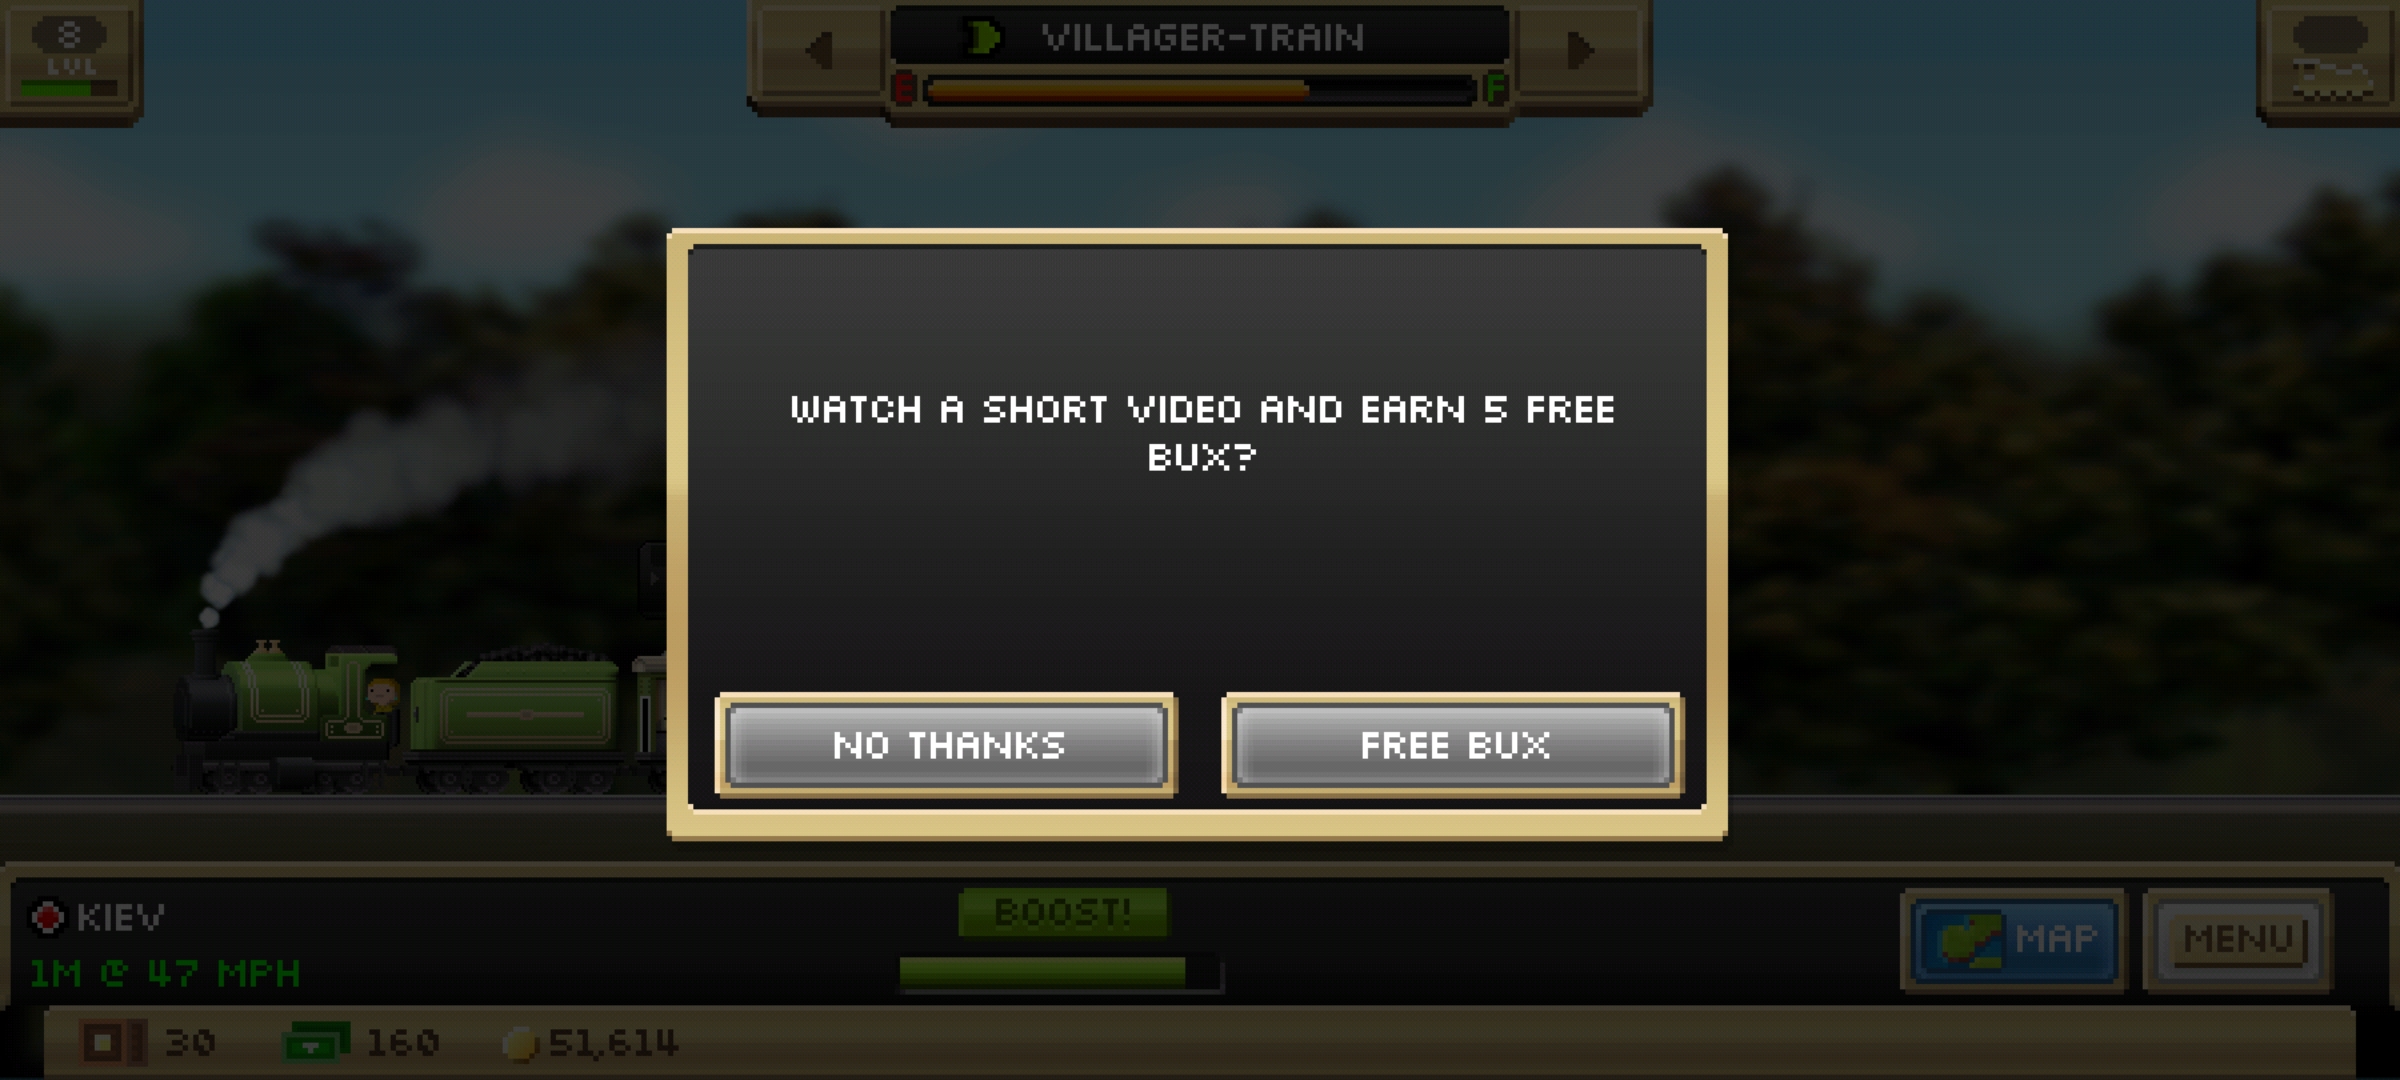 8
LVL
VILLAGER-TRAIN
E F
WATCH A SHORT VIDEO AND EARN 5 FREE
BUX?
NO THANKS FREE BUX
KIEV
1M @ 47 MPH
BOOST!
MAP MENU
30 160 51,614